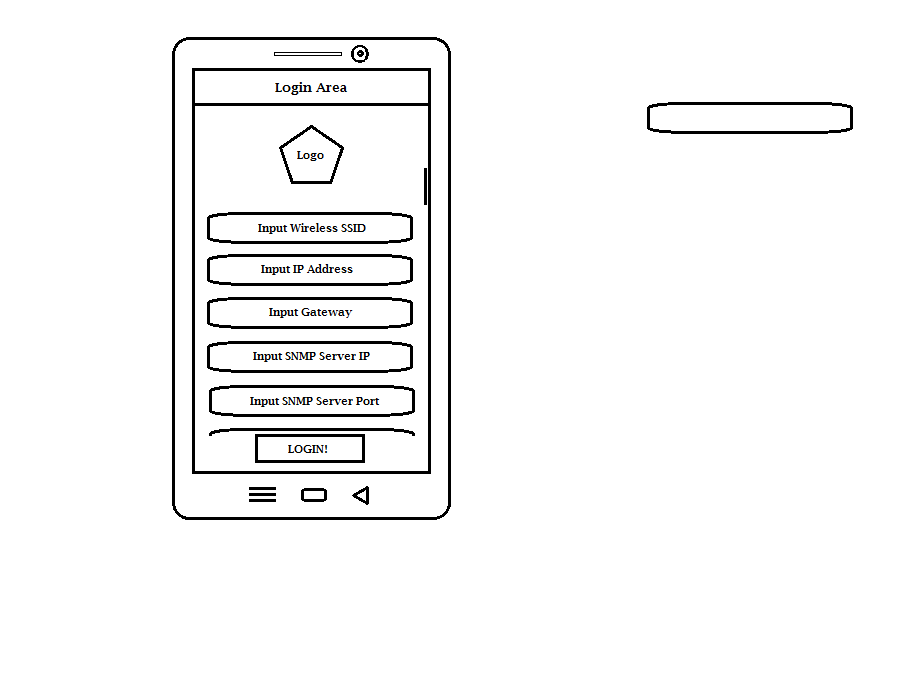 Login Area
Logo
Input Wireless SSID
Input IP Address
Input Gateway
Input SNMP Server IP
Input SNMP Server Port
LOGIN!